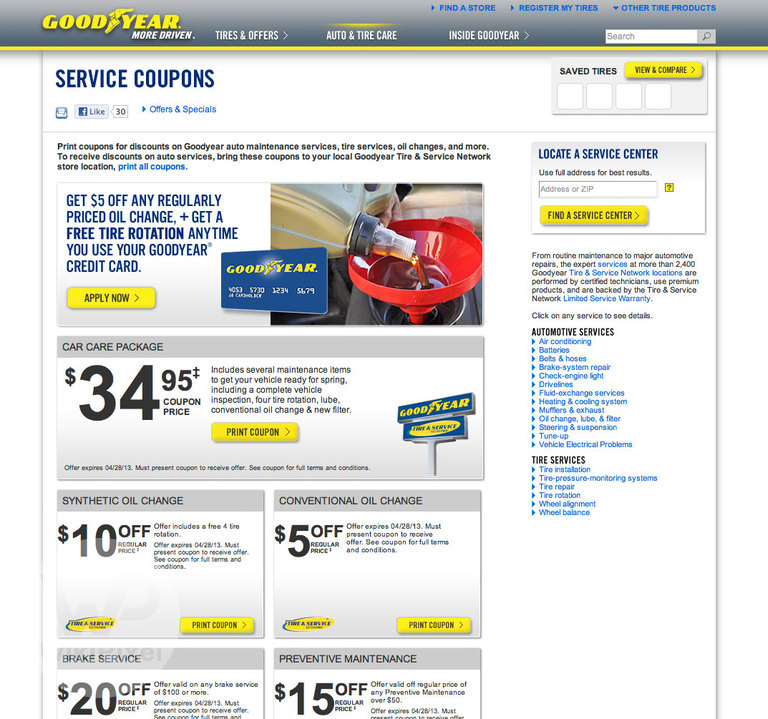 FIND A STORE REGISTER MY TIRES OTHER TIRE PRODUCTS
GOODYEAR
MORE DRIVEN.
TIRES & OFFERS AUTO & TIRE CARE INSIDE GOODYEAR
Search
SERVICE COUPONS
Like 30 Offers & Specials
SAVED TIRES VIEW & COMPARE
Print coupons for discounts on Goodyear auto maintenance services, tire services, oil changes, and more.
To receive discounts on auto services, bring these coupons to your local Goodyear Tire & Service Network
store location, print all coupons.
GET $5 OFF ANY REGULARLY
PRICED OIL CHANGE, + GET A
FREE TIRE ROTATION ANYTIME
YOU USE YOUR GOODYEAR®
CREDIT CARD.
APPLY NOW
GOODYEAR
4053 5730 1234 5679
JO CARDHOLDER
LOCATE A SERVICE CENTER
Use full address for best results.
Address or ZIP
?
FIND A SERVICE CENTER
From routine maintenance to major automotive
repairs, the expert services at more than 2,400
Goodyear Tire & Service Network locations are
performed by certified technicians, use premium
products, and are backed by the Tire & Service
Network Limited Service Warranty.
Click on any service to see details.
AUTOMOTIVE SERVICES
Air conditioning
Batteries
Belts & hoses
Brake-system repair
Check-engine light
Drivelines
Fluid-exchange services
Heating & cooling system
Mufflers & exhaust
Oil change, lube, & filter
Steering & suspension
Tune-up
Vehicle Electrical Problems
TIRE SERVICES
Tire installation
Tire-pressure-monitoring systems
Tire repair
Tire rotation
Wheel alignment
Wheel balance
CAR CARE PACKAGE
$34 95‡
COUPON
PRICE
Includes several maintenance items
to get your vehicle ready for spring,
including a complete vehicle
inspection, four tire rotation, lube,
conventional oil change & new filter.
PRINT COUPON
GOODYEAR
TIRE & SERVICE
NETWORK
Offer expires 04/28/13. Must present coupon to receive offer. See coupon for full terms and conditions.
SYNTHETIC OIL CHANGE
$10 OFF
REGULAR
PRICE‡
Offer includes a free 4 tire
rotation.
Offer expires 04/28/13. Must
present coupon to receive offer.
See coupon for full terms and
conditions.
TIRE & SERVICE
NETWORK
PRINT COUPON
CONVENTIONAL OIL CHANGE
$5 OFF
REGULAR
PRICE‡
Offer expires 04/28/13. Must
present coupon to receive
offer. See coupon for full terms
and conditions.
TIRE & SERVICE
NETWORK
PRINT COUPON
BRAKE SERVICE
$20 OFF
REGULAR
PRICE‡
Offer valid on any brake service
of $100 or more.
Offer expires 04/28/13. Must
present coupon to receive offer.
See coupon for full terms and
PREVENTIVE MAINTENANCE
$15 OFF
REGULAR
PRICE‡
Offer valid off regular price of
any Preventive Maintenance
over $50.
Offer expires 04/28/13. Must
present coupon to receive offer.
See coupon for full terms and